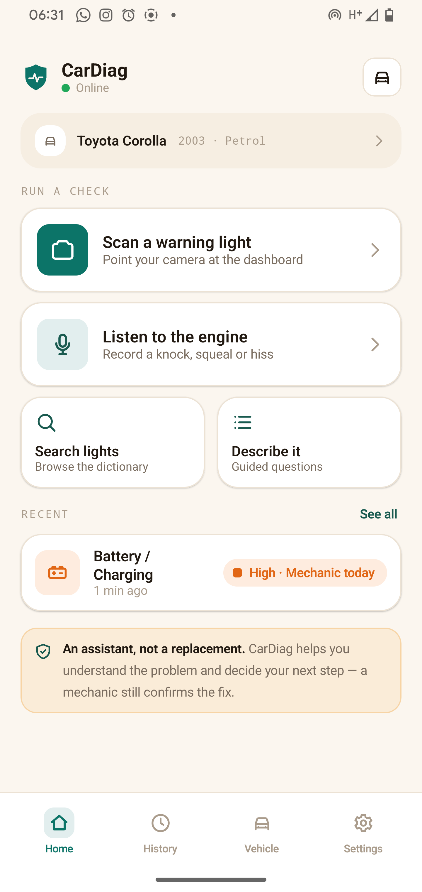 06:31
H+
CarDiag
Online
Toyota Corolla 2003 · Petrol
RUN A CHECK
Scan a warning light
Point your camera at the dashboard
Listen to the engine
Record a knock, squeal or hiss
Search lights
Browse the dictionary
Describe it
Guided questions
RECENT
See all
Battery /
Charging
1 min ago
High · Mechanic today
An assistant, not a replacement. CarDiag helps you
understand the problem and decide your next step — a
mechanic still confirms the fix.
Home
History
Vehicle
Settings